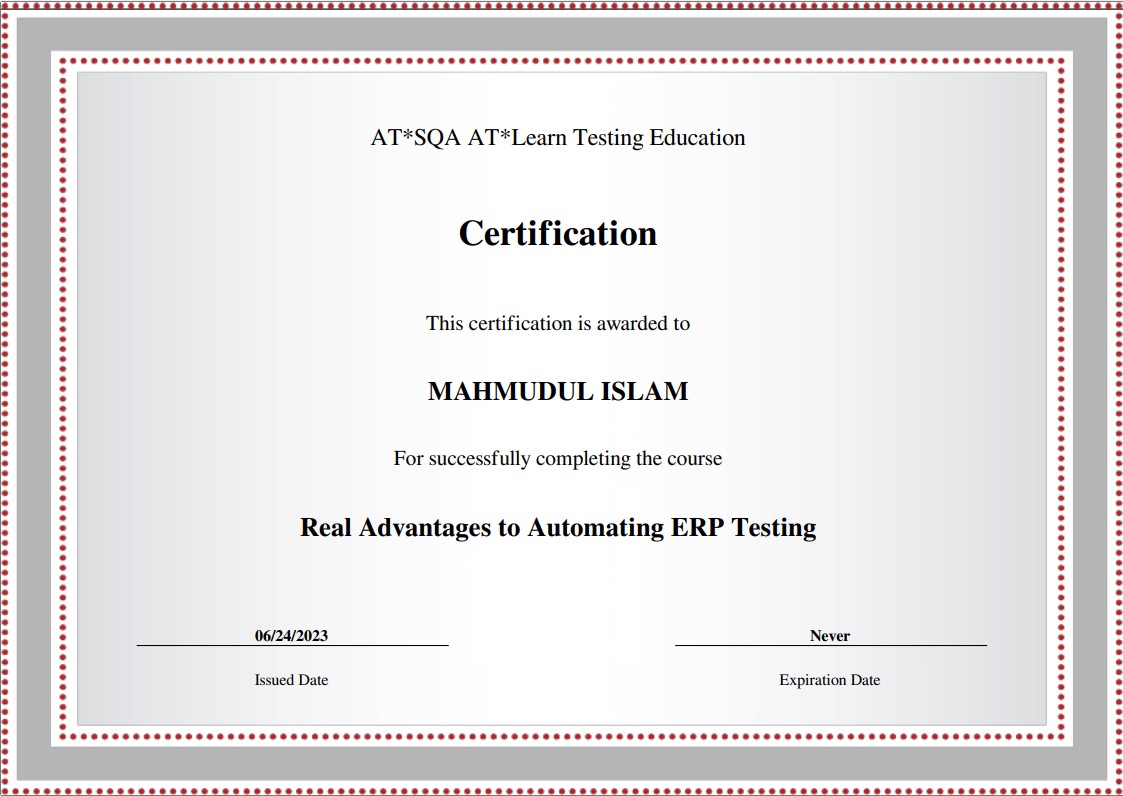 AT*SQA AT*Learn Testing Education
Certification
This certification is awarded to
MAHMUDUL ISLAM
For successfully completing the course
Real Advantages to Automating ERP Testing
06/24/2023
Never
Issued Date
Expiration Date